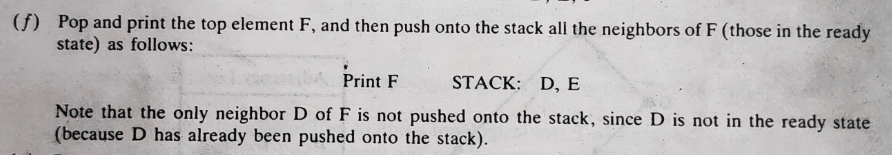 (f) Pop and print the top element F, and then push onto the stack all the neighbors of F (those in the ready
state) as follows:
Print F STACK: D, E
Note that the only neighbor D of F is not pushed onto the stack, since D is not in the ready state
(because D has already been pushed onto the stack).